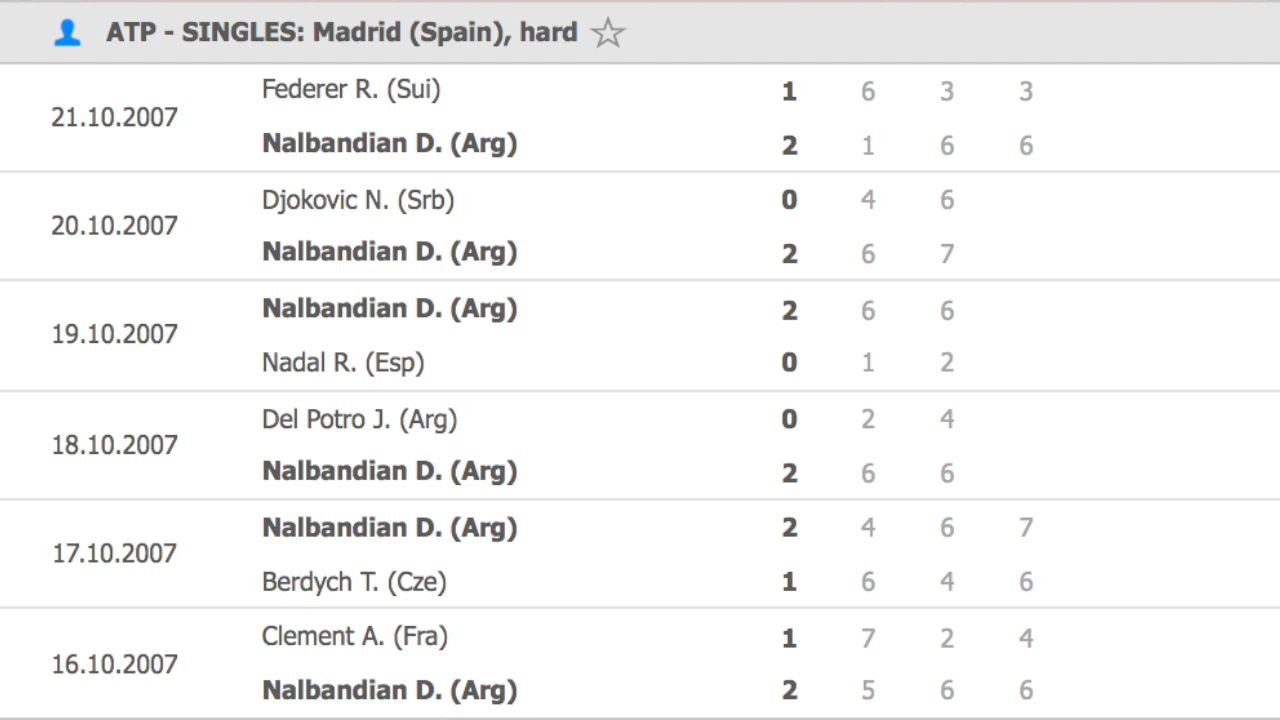 ATP - SINGLES: Madrid (Spain), hard
21.10.2007
Federer R. (Sui) 1 6 3 3
Nalbandian D. (Arg) 2 1 6 6
20.10.2007
Djokovic N. (Srb) 0 4 6
Nalbandian D. (Arg) 2 6 7
19.10.2007
Nalbandian D. (Arg) 2 6 6
Nadal R. (Esp) 0 1 2
18.10.2007
Del Potro J. (Arg) 0 2 4
Nalbandian D. (Arg) 2 6 6
17.10.2007
Nalbandian D. (Arg) 2 4 6 7
Berdych T. (Cze) 1 6 4 6
16.10.2007
Clement A. (Fra) 1 7 2 4
Nalbandian D. (Arg) 2 5 6 6